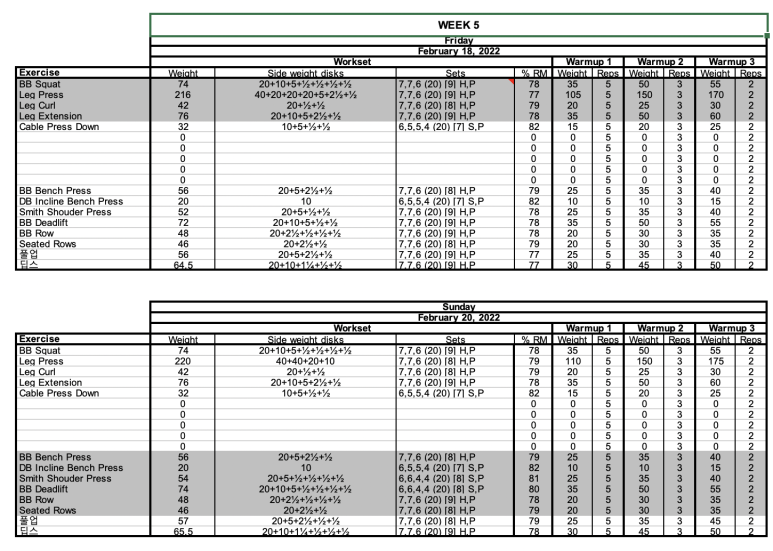 WEEK 5
Friday
February 18, 2022
Workset Warmup 1 Warmup 2 Warmup 3
Exercise Weight Side weight disks Sets % RM Weight Reps Weight Reps Weight Reps
BB Squat 74 20+10+5+½+½+½+½ 7,7,6 (20) [9] H,P 78 35 5 50 3 55 2
Leg Press 216 40+20+20+20+5+2½+½ 7,7,6 (20) [9] H,P 77 105 5 150 3 170 2
Leg Curl 42 20+½+½ 7,7,6 (20) [9] H,P 79 20 5 25 3 30 2
Leg Extension 76 20+10+5+2½+½ 7,7,6 (20) [9] H,P 78 35 5 50 3 60 2
Cable Press Down 32 10+5+½+½ 6,5,5,4 (20) [7] S,P 82 15 5 20 3 25 2
0 0 5 0 3 0 2
0 0 5 0 3 0 2
0 0 5 0 3 0 2
0 0 5 0 3 0 2
0 0 5 0 3 0 2
BB Bench Press 56 20+5+2½+½ 7,7,6 (20) [8] H,P 79 25 5 35 3 40 2
DB Incline Bench Press 20 10 6,5,5,4 (20) [7] S,P 82 10 5 10 3 15 2
Smith Shouder Press 52 20+5+½+½ 7,7,6 (20) [9] H,P 78 25 5 35 3 40 2
BB Deadlift 72 20+10+5+½+½ 7,7,6 (20) [9] H,P 78 35 5 50 3 55 2
BB Row 48 20+2½+½+½+½ 7,7,6 (20) [9] H,P 78 20 5 30 3 35 2
Seated Rows 46 20+2½+½ 7,7,6 (20) [8] H,P 79 20 5 30 3 35 2
풀업 56 20+5+2½+½ 7,7,6 (20) [9] H,P 77 25 5 35 3 40 2
딥스 64.5 20+10+1¼+½+½ 7,7,6 (20) [9] H,P 77 30 5 45 3 50 2
Sunday
February 20, 2022
Workset Warmup 1 Warmup 2 Warmup 3
Exercise Weight Side weight disks Sets % RM Weight Reps Weight Reps Weight Reps
BB Squat 74 20+10+5+½+½+½+½ 7,7,6 (20) [9] H,P 78 35 5 50 3 55 2
Leg Press 220 40+40+20+10 7,7,6 (20) [8] H,P 79 110 5 150 3 175 2
Leg Curl 42 20+½+½ 7,7,6 (20) [9] H,P 79 20 5 25 3 30 2
Leg Extension 76 20+10+5+2½+½ 7,7,6 (20) [9] H,P 78 35 5 50 3 60 2
Cable Press Down 32 10+5+½+½ 6,5,5,4 (20) [7] S,P 82 15 5 20 3 25 2
0 0 5 0 3 0 2
0 0 5 0 3 0 2
0 0 5 0 3 0 2
0 0 5 0 3 0 2
0 0 5 0 3 0 2
BB Bench Press 56 20+5+2½+½ 7,7,6 (20) [8] H,P 79 25 5 35 3 40 2
DB Incline Bench Press 20 10 6,5,5,4 (20) [7] S,P 82 10 5 10 3 15 2
Smith Shouder Press 54 20+5+½+½+½+½ 6,6,4,4 (20) [8] S,P 81 25 5 35 3 40 2
BB Deadlift 74 20+10+5+½+½+½+½ 6,6,4,4 (20) [8] S,P 80 35 5 50 3 55 2
BB Row 48 20+2½+½+½+½ 7,7,6 (20) [9] H,P 78 20 5 30 3 35 2
Seated Rows 46 20+2½+½ 7,7,6 (20) [8] H,P 79 20 5 30 3 35 2
풀업 57 20+5+2½+½+½ 7,7,6 (20) [8] H,P 79 25 5 35 3 45 2
딥스 65.5 20+10+1¼+½+½+½ 7,7,6 (20) [9] H,P 78 30 5 45 3 50 2